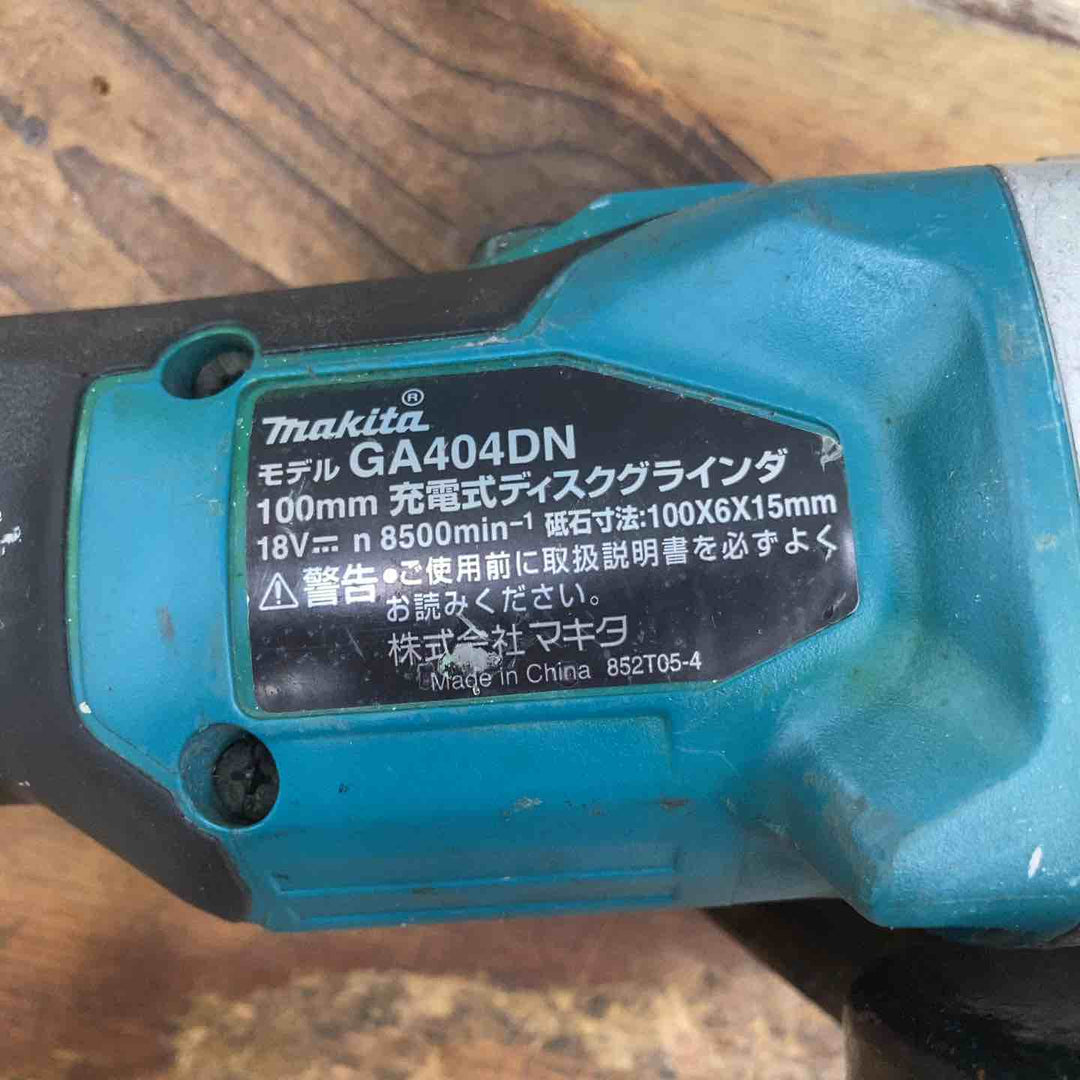 makita®
モデル GA404DN
100mm 充電式ディスクグラインダ
18V⎓ n 8500min⁻¹ 砥石寸法:100X6X15mm
⚠警告 ●ご使用前に取扱説明書を必ずよく
お読みください。
株式会社マキタ
Made in China 852T05-4